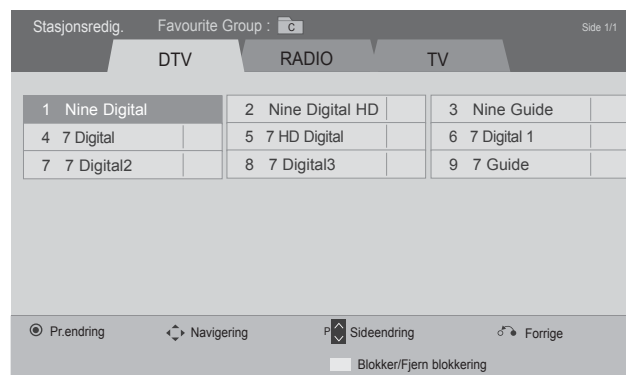 Stasjonsredig. Favourite Group : C Side 1/1
DTV RADIO TV
1 Nine Digital 2 Nine Digital HD 3 Nine Guide
4 7 Digital 5 7 HD Digital 6 7 Digital 1
7 7 Digital2 8 7 Digital3 9 7 Guide
Pr.endring Navigering P Sideendring Forrige
Blokker/Fjern blokkering